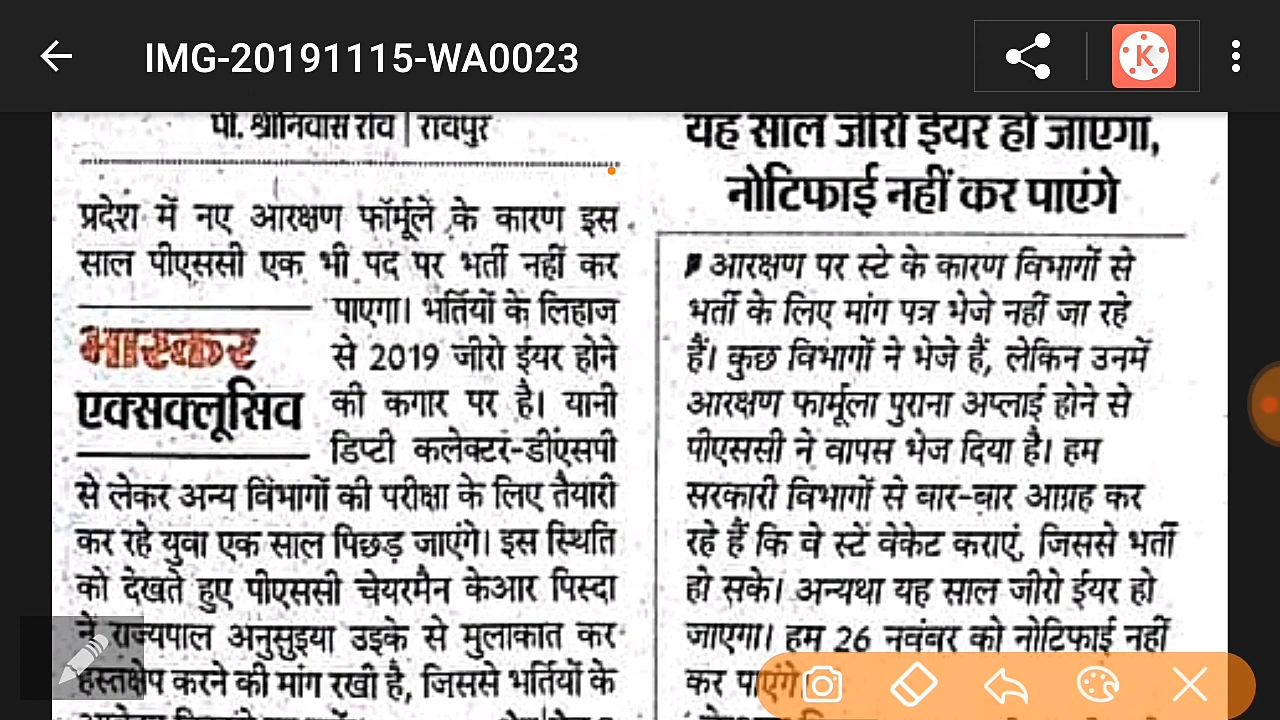 IMG-20191115-WA0023
K
पी. श्रीनिवास राव | रायपुर
प्रदेश में नए आरक्षण फॉर्मूले के कारण इस
साल पीएससी एक भी पद पर भर्ती नहीं कर
पाएगा। भर्तियों के लिहाज
से 2019 जीरो ईयर होने
की कगार पर है। यानी
डिप्टी कलेक्टर-डीएसपी
भास्कर
एक्सक्लूसिव
से लेकर अन्य विभागों की परीक्षा के लिए तैयारी
कर रहे युवा एक साल पिछड़ जाएंगे। इस स्थिति
को देखते हुए पीएससी चेयरमैन केआर पिस्दा
ने राज्यपाल अनुसुइया उइके से मुलाकात कर
हस्तक्षेप करने की मांग रखी है, जिससे भर्तियों के
यह साल जीरो ईयर हो जाएगा,
नोटिफाई नहीं कर पाएंगे
आरक्षण पर स्टे के कारण विभागों से
भर्ती के लिए मांग पत्र भेजे नहीं जा रहे
हैं। कुछ विभागों ने भेजे हैं, लेकिन उनमें
आरक्षण फार्मूला पुराना अप्लाई होने से
पीएससी ने वापस भेज दिया है। हम
सरकारी विभागों से बार-बार आग्रह कर
रहे हैं कि वे स्टे वेकेट कराएं, जिससे भर्ती
हो सके। अन्यथा यह साल जीरो ईयर हो
जाएगा। हम 26 नवंबर को नोटिफाई नहीं
कर पाएंगे।